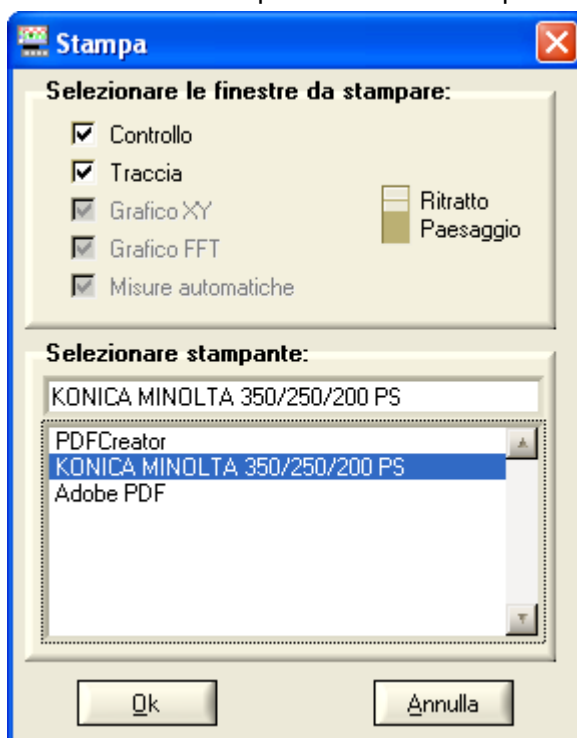 Stampa
Selezionare le finestre da stampare:
Controllo
Traccia
Grafico XY
Grafico FFT
Misure automatiche
Ritratto
Paesaggio
Selezionare stampante:
KONICA MINOLTA 350/250/200 PS
PDFCreator
KONICA MINOLTA 350/250/200 PS
Adobe PDF
Ok
Annulla